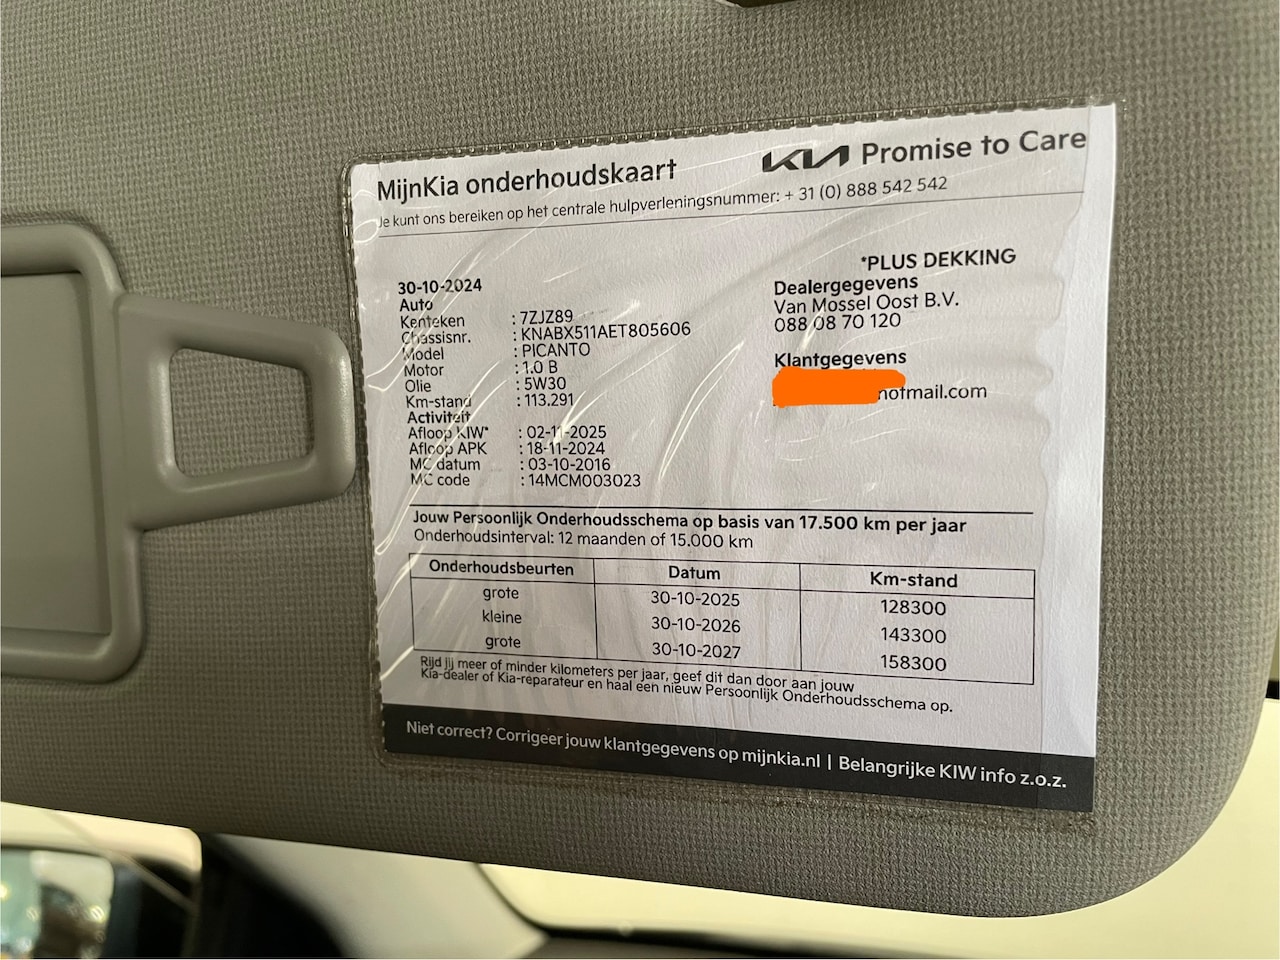 MijnKia onderhoudskaart
KIA Promise to Care
Je kunt ons bereiken op het centrale hulpverleningsnummer: + 31 (0) 888 542 542
*PLUS DEKKING
30-10-2024
Auto
Kenteken : 7ZJZ89
Chassisnr. : KNABX511AET805606
Model : PICANTO
Motor : 1.0 B
Olie : 5W30
Km-stand : 113.291
Activiteit
Afloop KIW* : 02-11-2025
Afloop APK : 18-11-2024
MC datum : 03-10-2016
MC code : 14MCM003023
Dealergegevens
Van Mossel Oost B.V.
088 08 70 120
Klantgegevens
hotmail.com
Jouw Persoonlijk Onderhoudsschema op basis van 17.500 km per jaar
Onderhoudsinterval: 12 maanden of 15.000 km
Onderhoudsbeurten Datum Km-stand
grote 30-10-2025 128300
kleine 30-10-2026 143300
grote 30-10-2027 158300
Rijd jij meer of minder kilometers per jaar, geef dit dan door aan jouw
Kia-dealer of Kia-reparateur en haal een nieuw Persoonlijk Onderhoudsschema op.
Niet correct? Corrigeer jouw klantgegevens op mijnkia.nl | Belangrijke KIW info z.o.z.